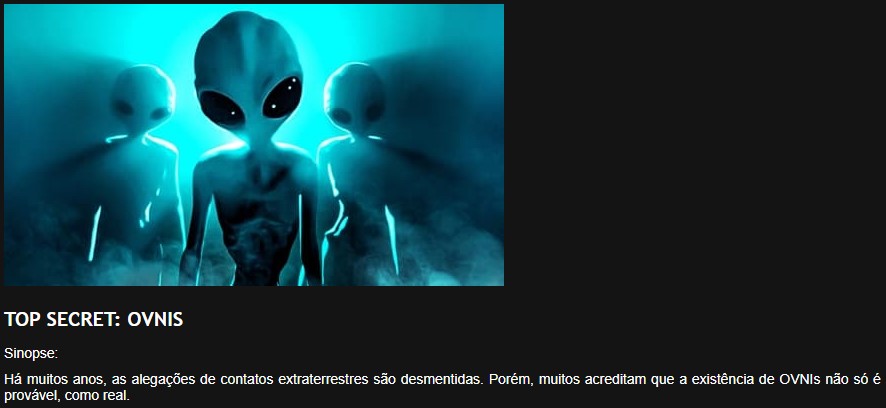 TOP SECRET: OVNIS
Sinopse:
Há muitos anos, as alegações de contatos extraterrestres são desmentidas. Porém, muitos acreditam que a existência de OVNIs não só é
provável, como real.